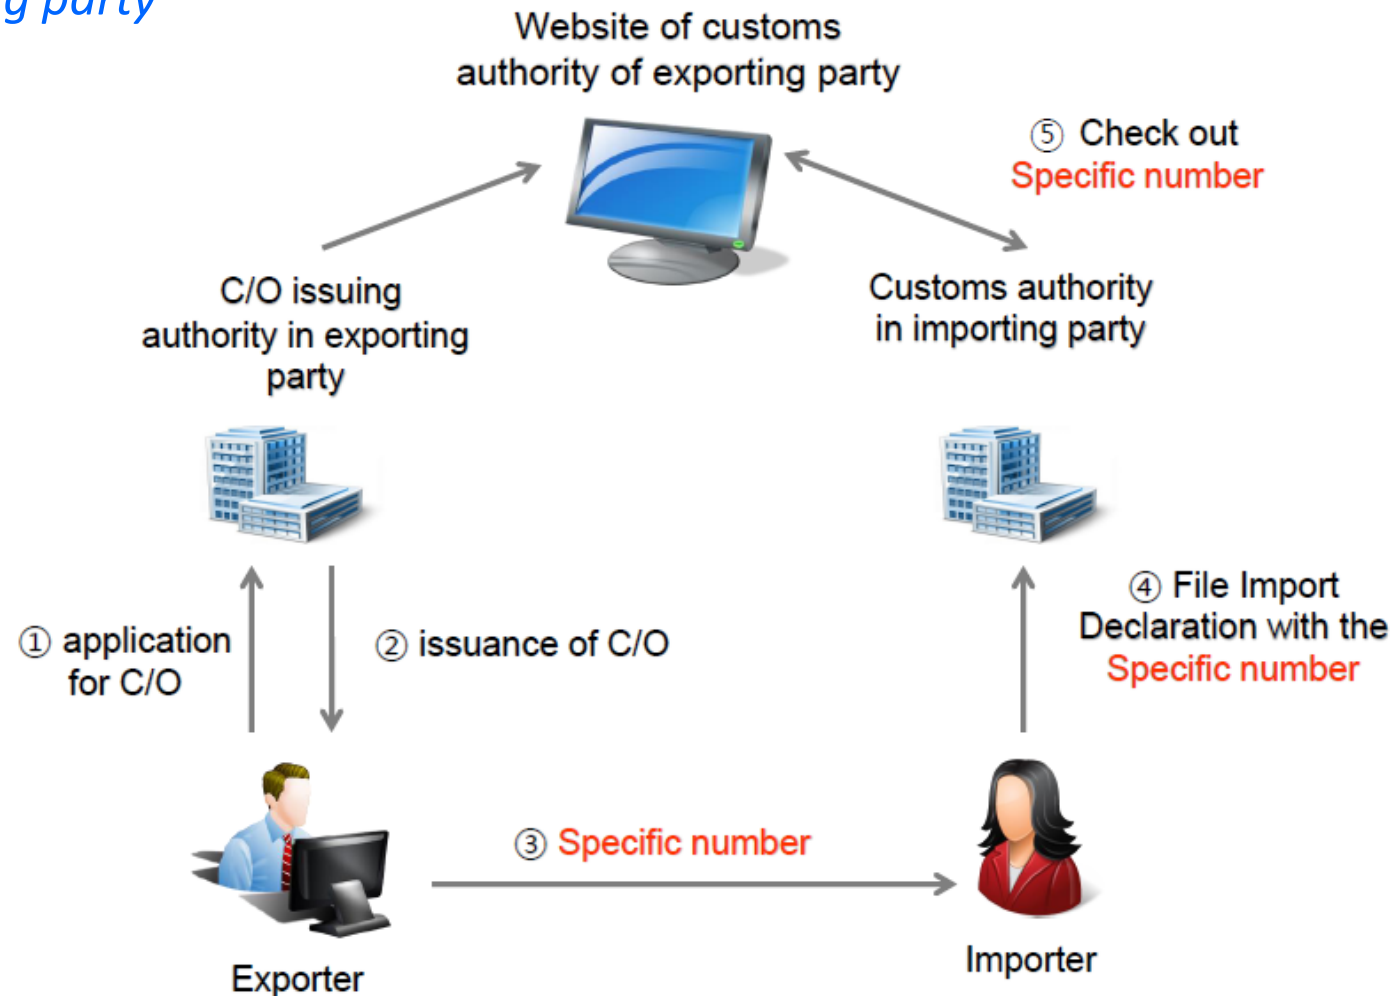 g party
Website of customs
authority of exporting party
⑤ Check out
Specific number
C/O issuing
authority in exporting
party
Customs authority
in importing party
① application
for C/O
② issuance of C/O
④ File Import
Declaration with the
Specific number
③ Specific number
Exporter
Importer